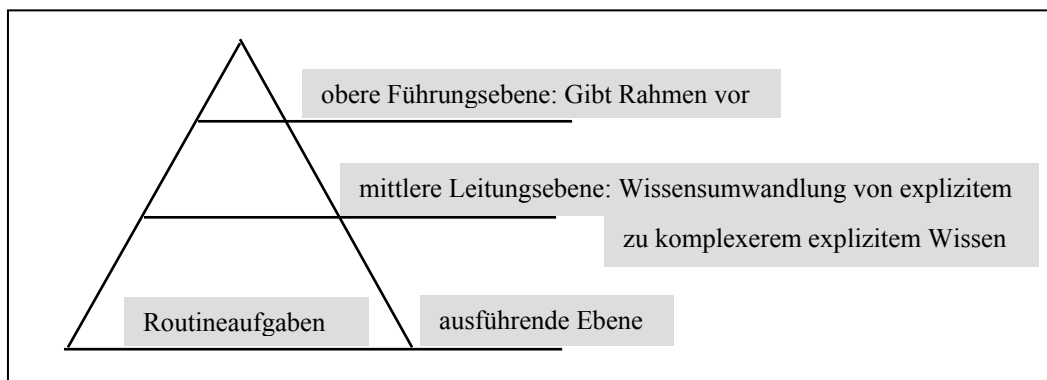 obere Führungsebene: Gibt Rahmen vor
mittlere Leitungsebene: Wissensumwandlung von explizitem
zu komplexerem explizitem Wissen
Routineaufgaben
ausführende Ebene